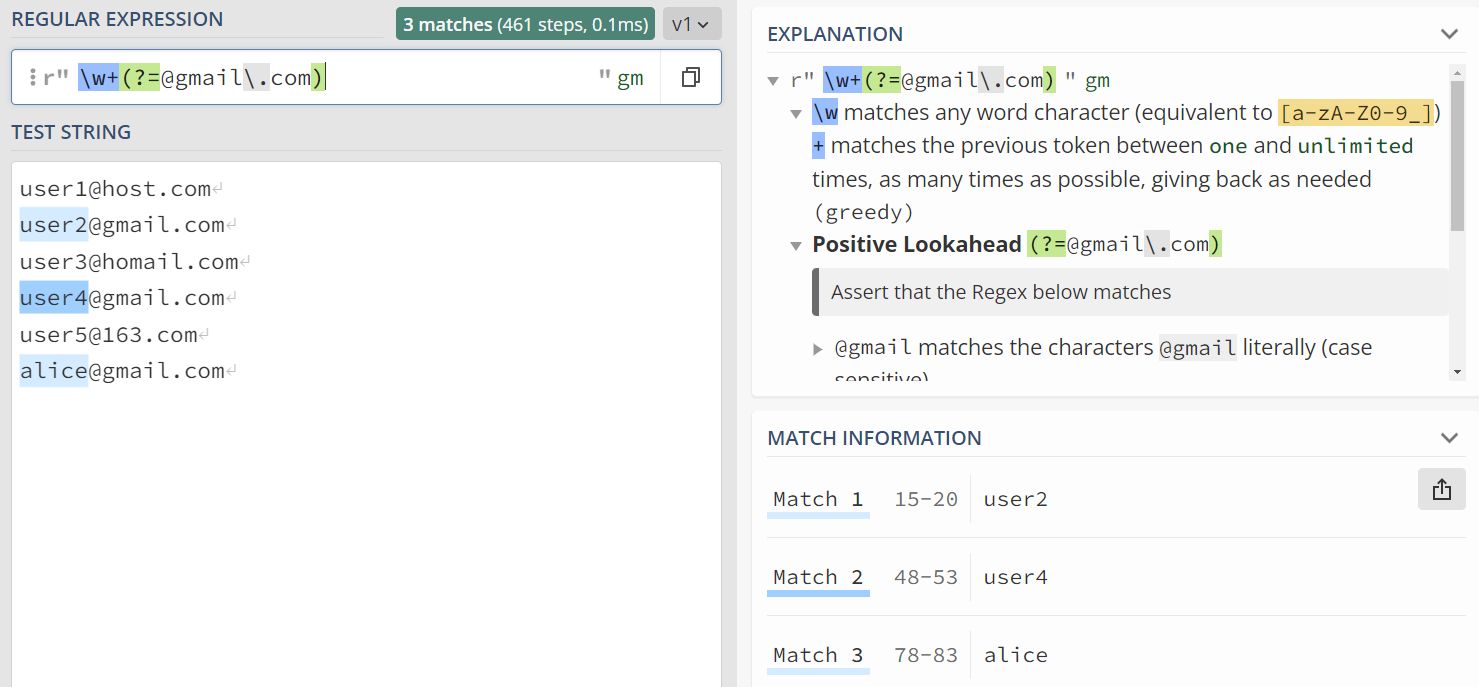 REGULAR EXPRESSION
3 matches (461 steps, 0.1ms)
v1
r" \w+(?=@gmail\.com) " gm
TEST STRING
user1@host.com
user2@gmail.com
user3@homail.com
user4@gmail.com
user5@163.com
alice@gmail.com
EXPLANATION
r" \w+(?=@gmail\.com) " gm
\w matches any word character (equivalent to [a-zA-Z0-9_])
+ matches the previous token between one and unlimited
times, as many times as possible, giving back as needed
(greedy)
Positive Lookahead (?=@gmail\.com)
Assert that the Regex below matches
@gmail matches the characters @gmail literally (case
sensitive)
MATCH INFORMATION
Match 1 15-20 user2
Match 2 48-53 user4
Match 3 78-83 alice